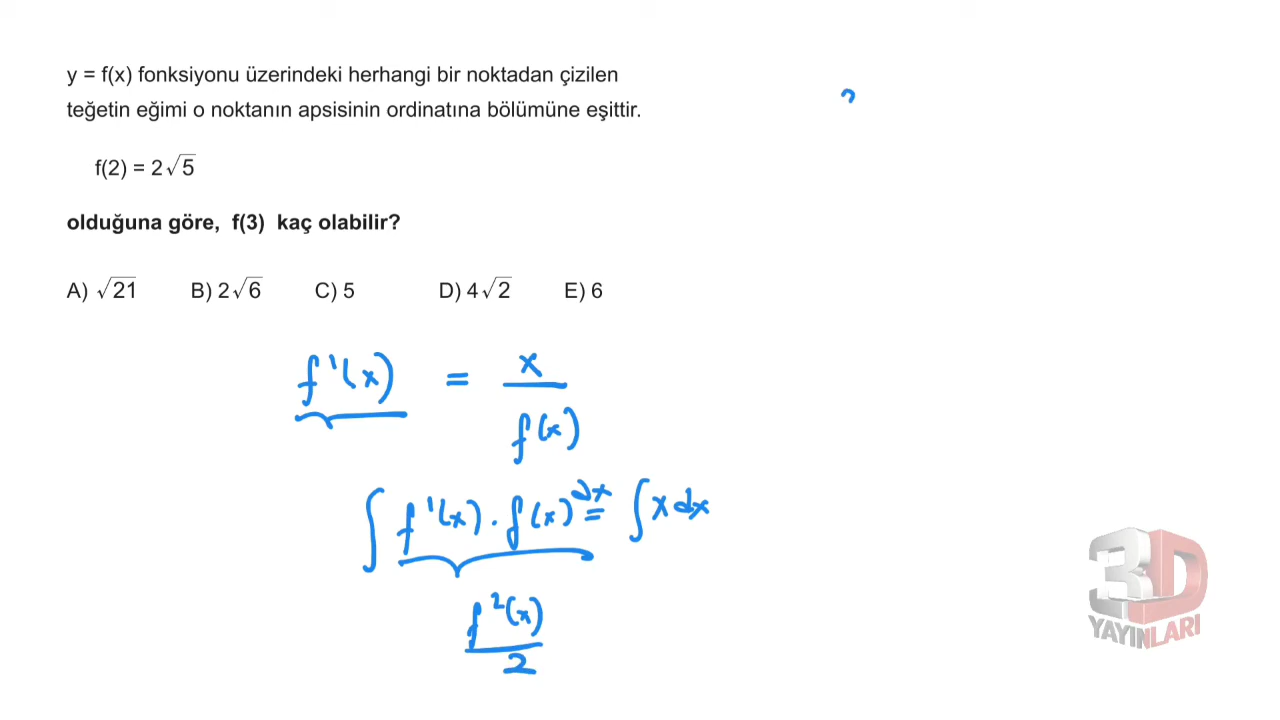 y = f(x) fonksiyonu üzerindeki herhangi bir noktadan çizilen
teğetin eğimi o noktanın apsisinin ordinatına bölümüne eşittir.
f(2) = 2√5
olduğuna göre, f(3) kaç olabilir?
A) √21 B) 2√6 C) 5 D) 4√2 E) 6
f'(x) = x / f(x)
∫ f'(x) . f(x) dx = ∫ x dx
f²(x) / 2
3D
YAYINLARI